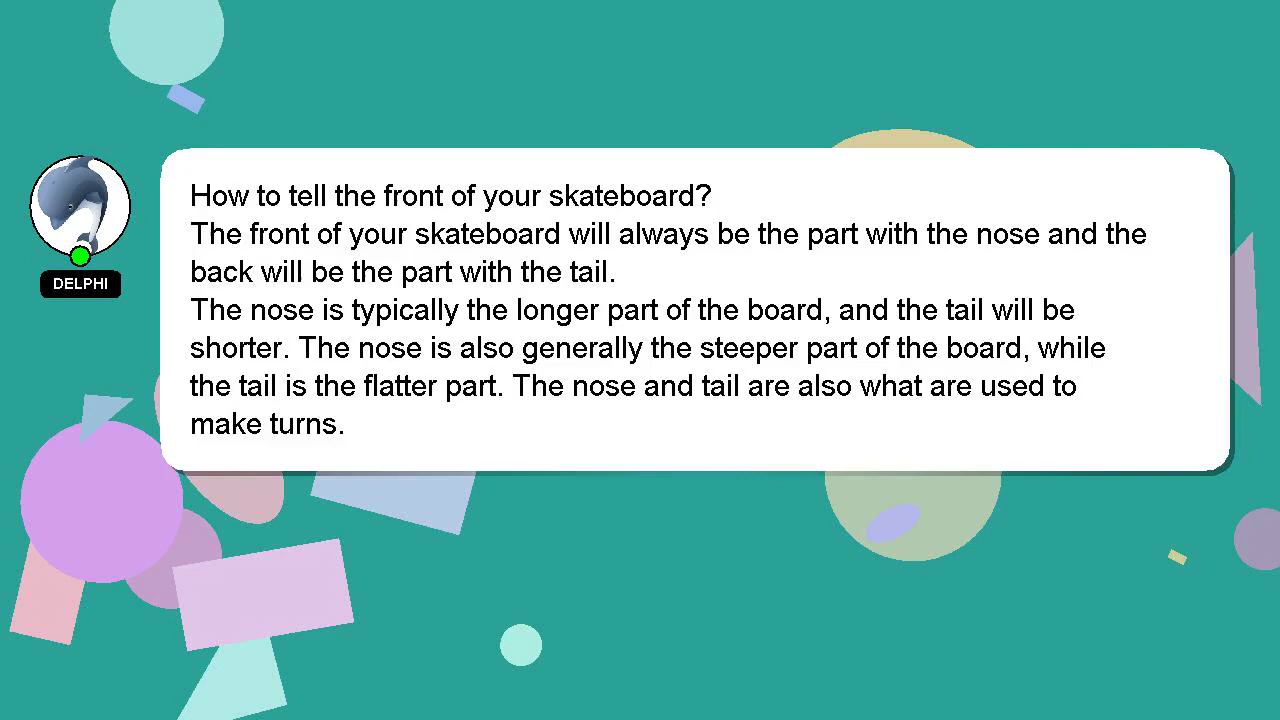 How to tell the front of your skateboard?
The front of your skateboard will always be the part with the nose and the
back will be the part with the tail.
The nose is typically the longer part of the board, and the tail will be
shorter. The nose is also generally the steeper part of the board, while
the tail is the flatter part. The nose and tail are also what are used to
make turns.
DELPHI